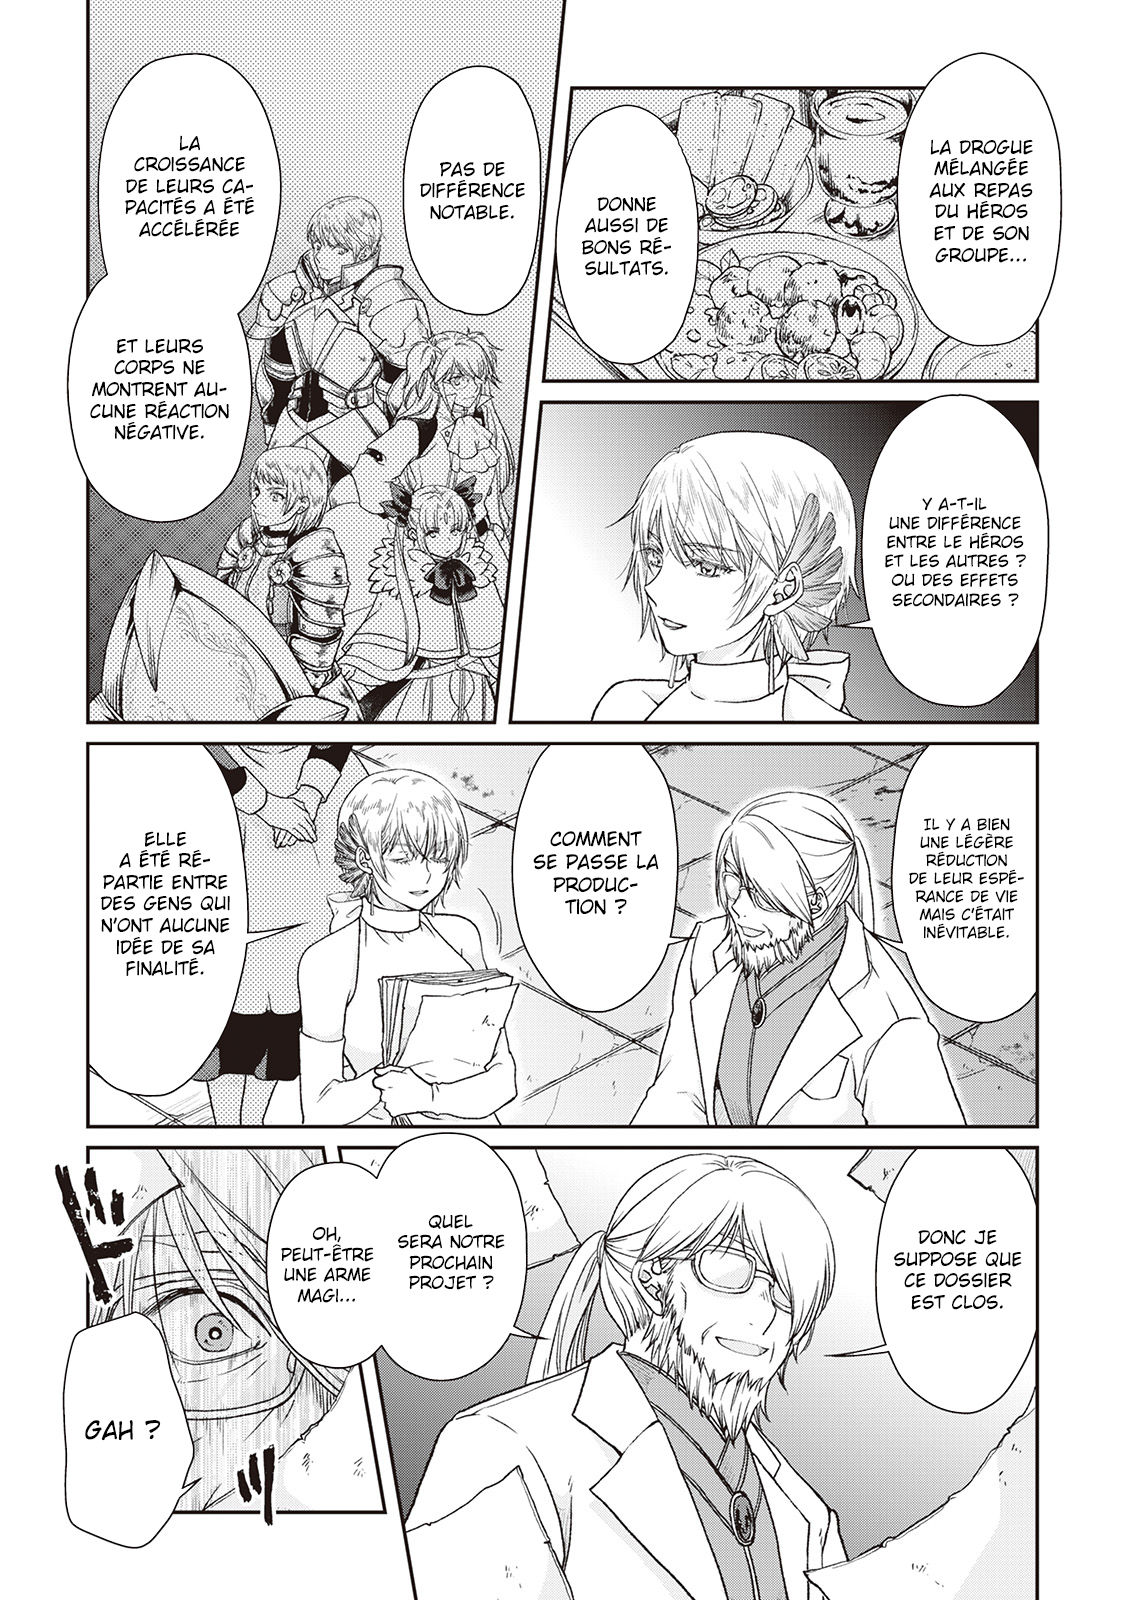 LA DROGUE
MÉLANGÉE
AUX REPAS
DU HÉROS
ET DE SON
GROUPE...
DONNE
AUSSI DE
BONS RÉ-
SULTATS.
Y A-T-IL
UNE DIFFÉRENCE
ENTRE LE HÉROS
ET LES AUTRES ?
OU DES EFFETS
SECONDAIRES ?
PAS DE
DIFFÉRENCE
NOTABLE.
LA
CROISSANCE
DE LEURS CA-
PACITÉS A ÉTÉ
ACCÉLÉRÉE
ET LEURS
CORPS NE
MONTRENT AU-
CUNE RÉACTION
NÉGATIVE.
IL Y A BIEN
UNE LÉGÈRE
RÉDUCTION
DE LEUR ESPÉ-
RANCE DE VIE
MAIS C'ÉTAIT
INÉVITABLE.
COMMENT
SE PASSE LA
PRODUC-
TION ?
ELLE
A ÉTÉ RÉ-
PARTIE ENTRE
DES GENS QUI
N'ONT AUCUNE
IDÉE DE SA
FINALITÉ.
DONC JE
SUPPOSE QUE
CE DOSSIER
EST CLOS.
QUEL
SERA NOTRE
PROCHAIN
PROJET ?
OH,
PEUT-ÊTRE
UNE ARME
MAGI...
ドドド
GAH ?